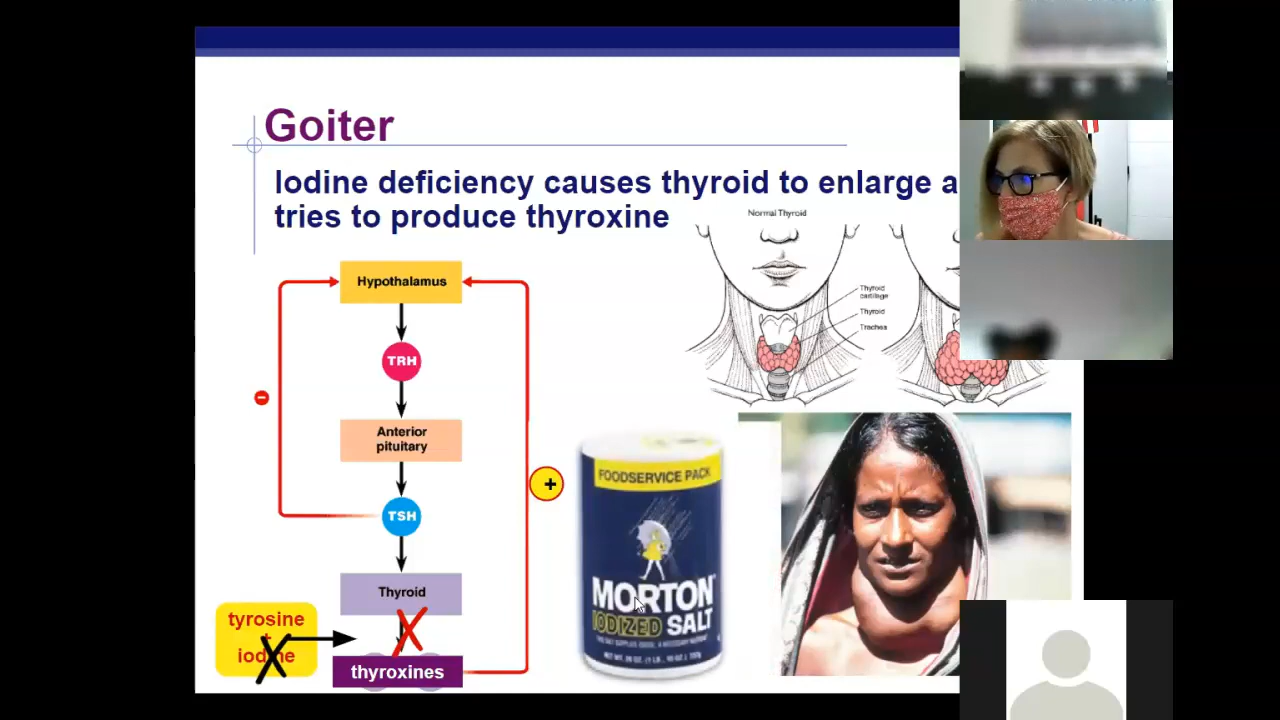 Goiter
Iodine deficiency causes thyroid to enlarge a
tries to produce thyroxine
Normal Thyroid
Thyroid
cartilage
Thyroid
Trachea
Hypothalamus
TRH
−
Anterior
pituitary
+
TSH
Thyroid
tyrosine
+
iodine
thyroxines
FOODSERVICE PACK
MORTON
IODIZED SALT